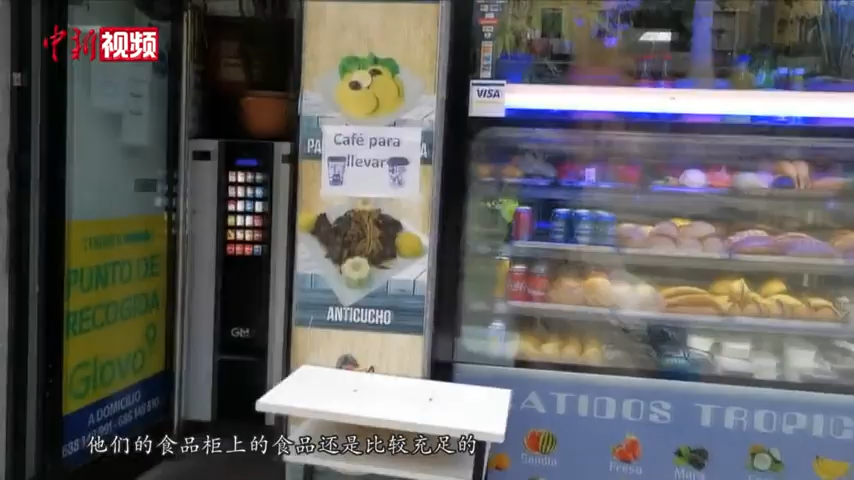 中新视频
VISA
Café para
llevar
ANTICUCHO
PUNTO DE
RECOGIDA
Glovo
A DOMICILIO
GM
BATIDOS TROPIC
Sandia
Fresa
他们的食品柜上的食品还是比较充足的